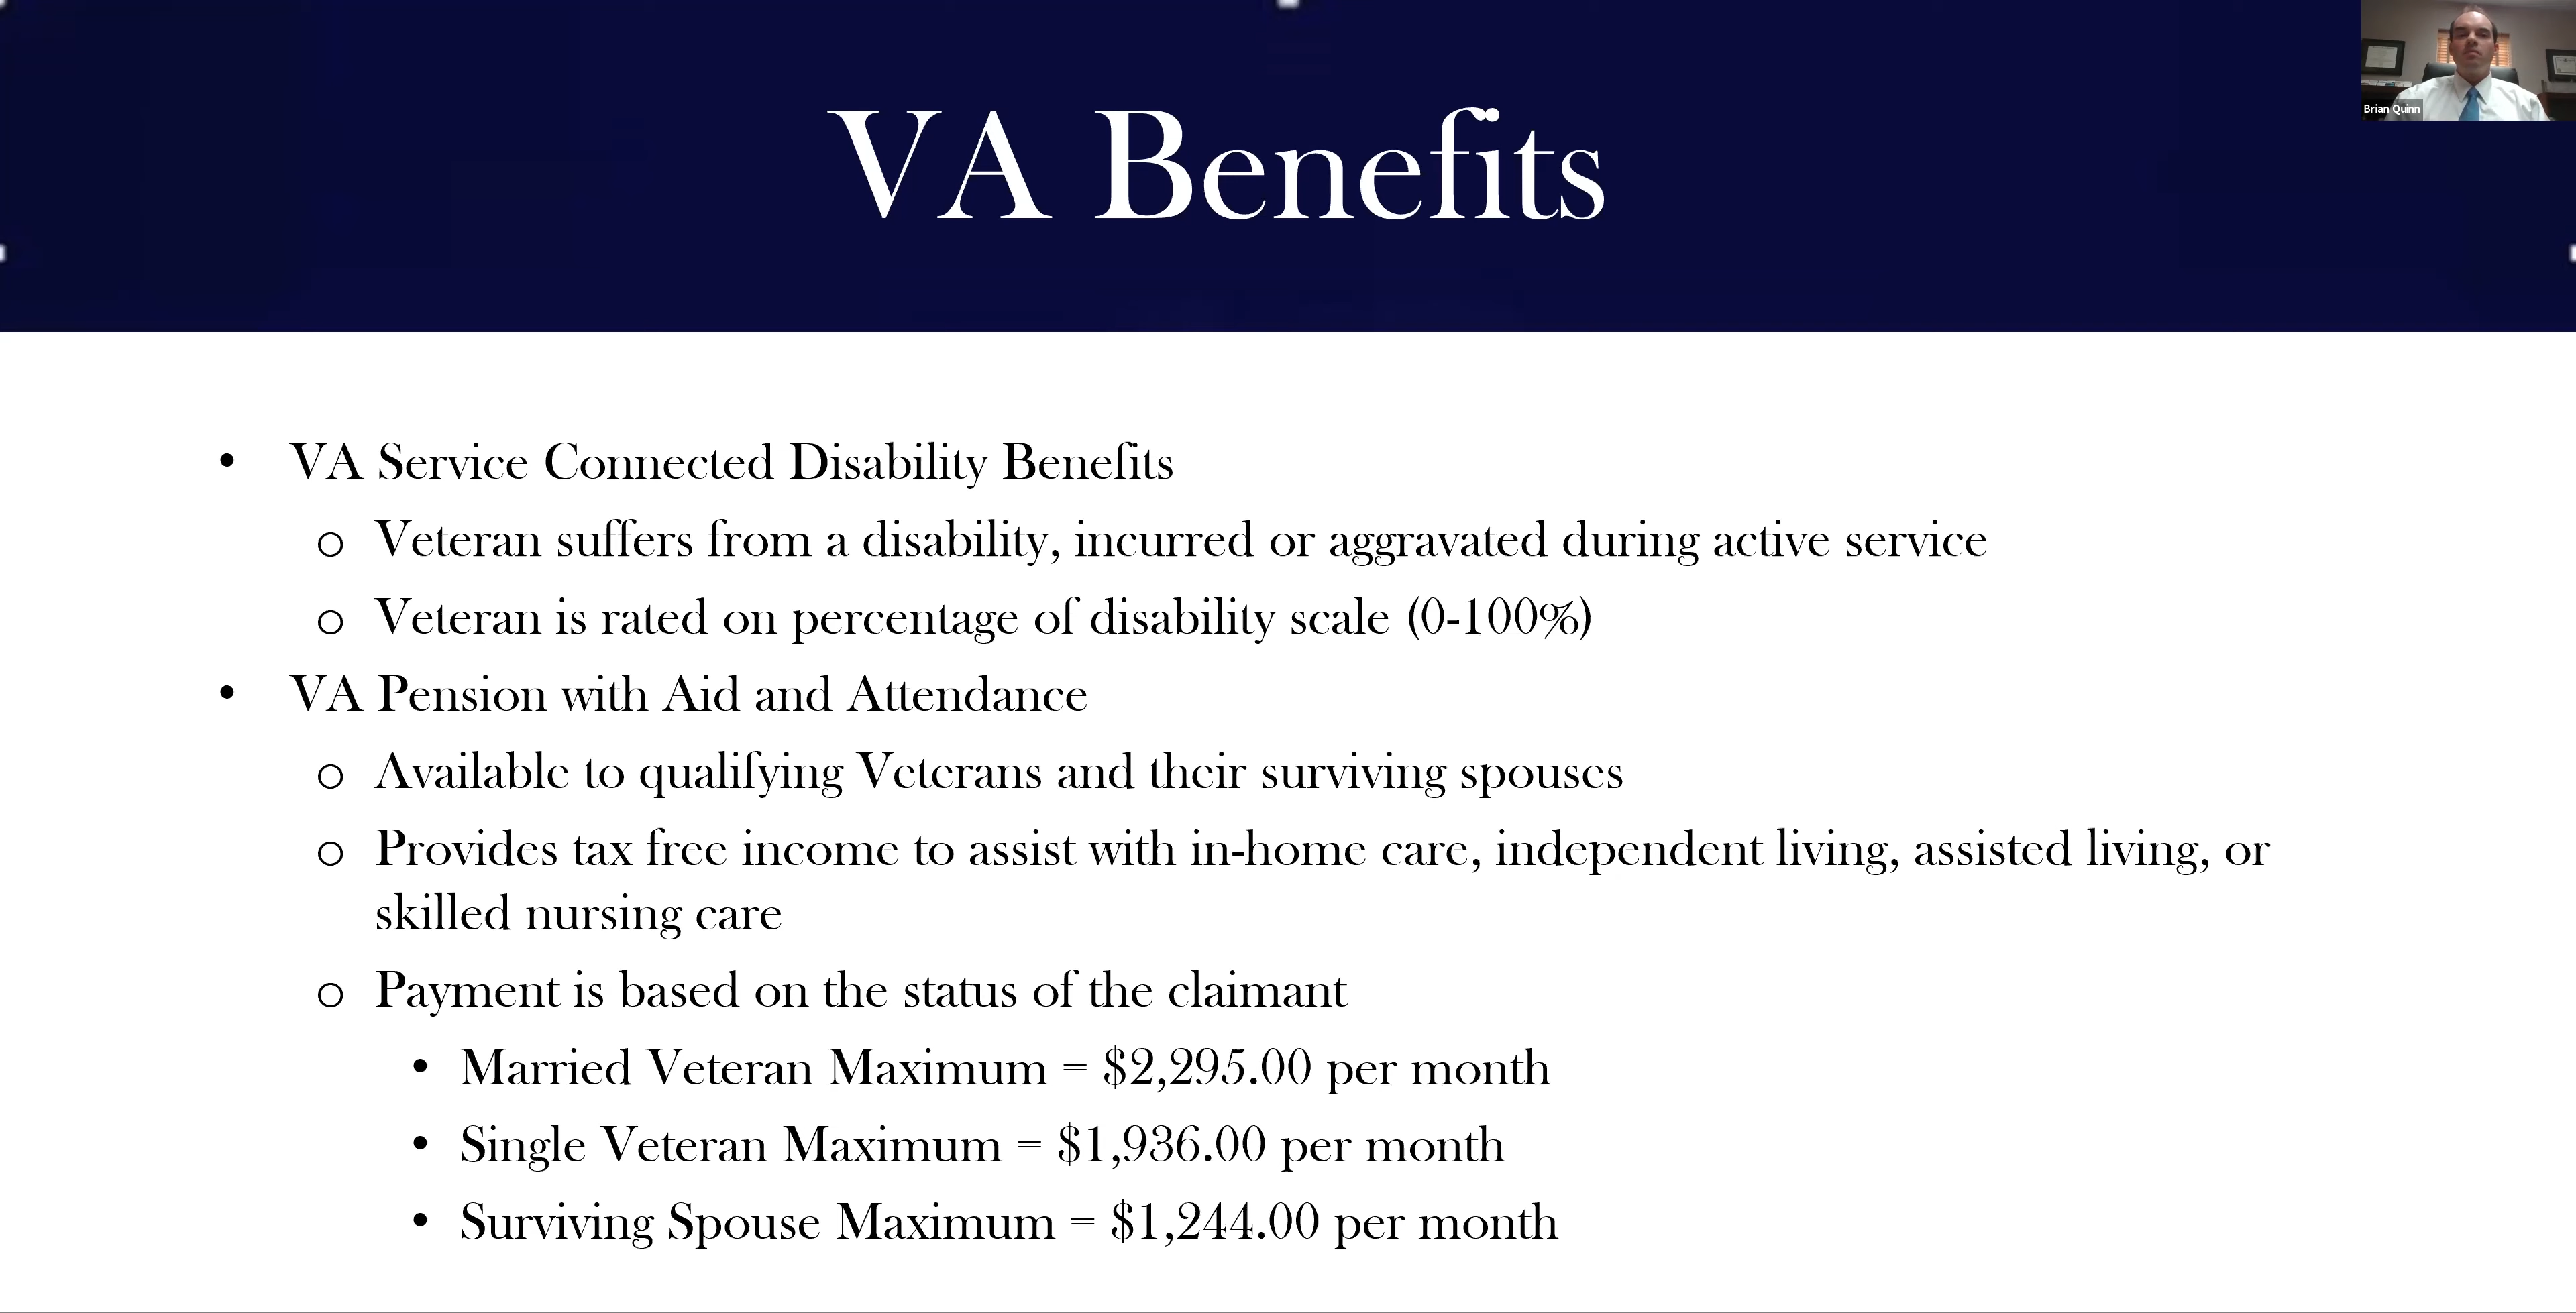 VA Benefits
Brian Quinn
• VA Service Connected Disability Benefits
o Veteran suffers from a disability, incurred or aggravated during active service
o Veteran is rated on percentage of disability scale (0-100%)
• VA Pension with Aid and Attendance
o Available to qualifying Veterans and their surviving spouses
o Provides tax free income to assist with in-home care, independent living, assisted living, or
skilled nursing care
o Payment is based on the status of the claimant
• Married Veteran Maximum = $2,295.00 per month
• Single Veteran Maximum = $1,936.00 per month
• Surviving Spouse Maximum = $1,244.00 per month